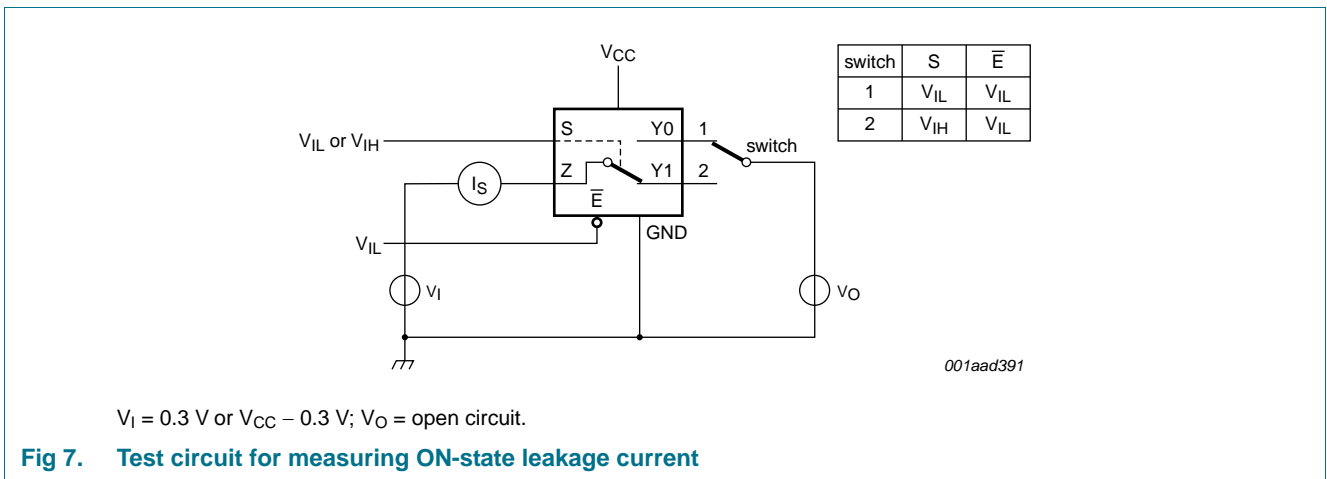 VCC
switch S E̅
1 VIL VIL
2 VIH VIL
VIL or VIH
S
Y0
1
switch
Z
Y1
2
IS
E̅
GND
VIL
VI
VO
001aad391
VI = 0.3 V or VCC − 0.3 V; VO = open circuit.
Fig 7. Test circuit for measuring ON-state leakage current